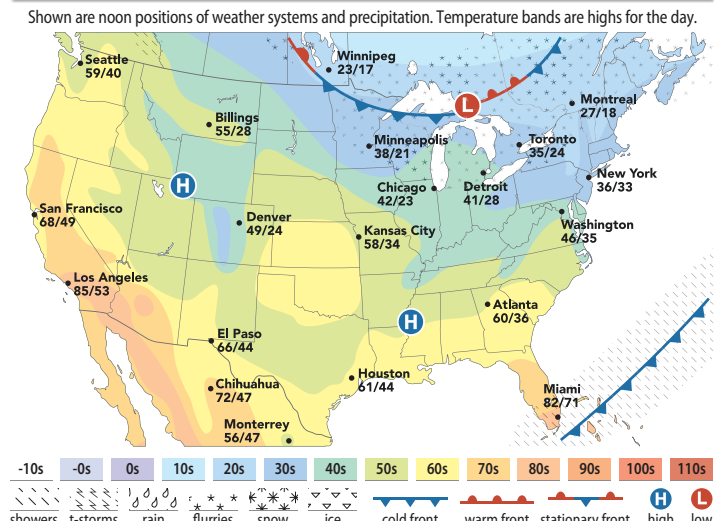 Shown are noon positions of weather systems and precipitation. Temperature bands are highs for the day.
Seattle
59/40
Winnipeg
23/17
Billings
55/28
Montreal
27/18
Minneapolis
38/21
Toronto
35/24
L
H
New York
36/33
Chicago
42/23
Detroit
41/28
San Francisco
68/49
Denver
49/24
Kansas City
58/34
Washington
46/35
Los Angeles
85/53
H
Atlanta
60/36
El Paso
66/44
Houston
61/44
Chihuahua
72/47
Miami
82/71
Monterrey
56/47
-10s -0s 0s 10s 20s 30s 40s 50s 60s 70s 80s 90s 100s 110s
H L
showers t-storms rain flurries snow ice cold front warm front stationary front high low